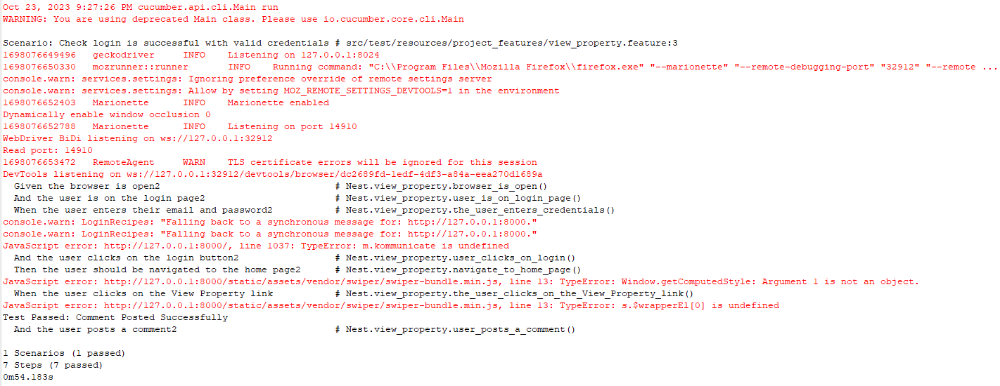 Oct 23, 2023 9:27:26 PM cucumber.api.cli.Main run
WARNING: You are using deprecated Main class. Please use io.cucumber.core.cli.Main
Scenario: Check login is successful with valid credentials # src/test/resources/project_features/view_property.feature:3
1698076649496 geckodriver INFO Listening on 127.0.0.1:8024
1698076650330 mozrunner::runner INFO Running command: "C:\\Program Files\\Mozilla Firefox\\firefox.exe" "--marionette" "--remote-debugging-port" "32912" "--remote ...
console.warn: services.settings: Ignoring preference override of remote settings server
console.warn: services.settings: Allow by setting MOZ_REMOTE_SETTINGS_DEVTOOLS=1 in the environment
1698076652403 Marionette INFO Marionette enabled
Dynamically enable window occlusion 0
1698076652788 Marionette INFO Listening on port 14910
WebDriver BiDi listening on ws://127.0.0.1:32912
Read port: 14910
1698076653472 RemoteAgent WARN TLS certificate errors will be ignored for this session
DevTools listening on ws://127.0.0.1:32912/devtools/browser/dc2689fd-1edf-4df3-a84a-eea270d1689a
Given the browser is open2 # Nest.view_property.browser_is_open()
And the user is on the login page2 # Nest.view_property.user_is_on_login_page()
When the user enters their email and password2 # Nest.view_property.the_user_enters_credentials()
console.warn: LoginRecipes: "Falling back to a synchronous message for: http://127.0.0.1:8000."
console.warn: LoginRecipes: "Falling back to a synchronous message for: http://127.0.0.1:8000."
JavaScript error: http://127.0.0.1:8000/, line 1037: TypeError: m.kommunicate is undefined
And the user clicks on the login button2 # Nest.view_property.user_clicks_on_login()
Then the user should be navigated to the home page2 # Nest.view_property.navigate_to_home_page()
JavaScript error: http://127.0.0.1:8000/static/assets/vendor/swiper/swiper-bundle.min.js, line 13: TypeError: Window.getComputedStyle: Argument 1 is not an object.
When the user clicks on the View Property link # Nest.view_property.the_user_clicks_on_the_View_Property_link()
JavaScript error: http://127.0.0.1:8000/static/assets/vendor/swiper/swiper-bundle.min.js, line 13: TypeError: s.$wrapperEl[0] is undefined
Test Passed: Comment Posted Successfully
And the user posts a comment2 # Nest.view_property.user_posts_a_comment()
1 Scenarios (1 passed)
7 Steps (7 passed)
0m54.183s